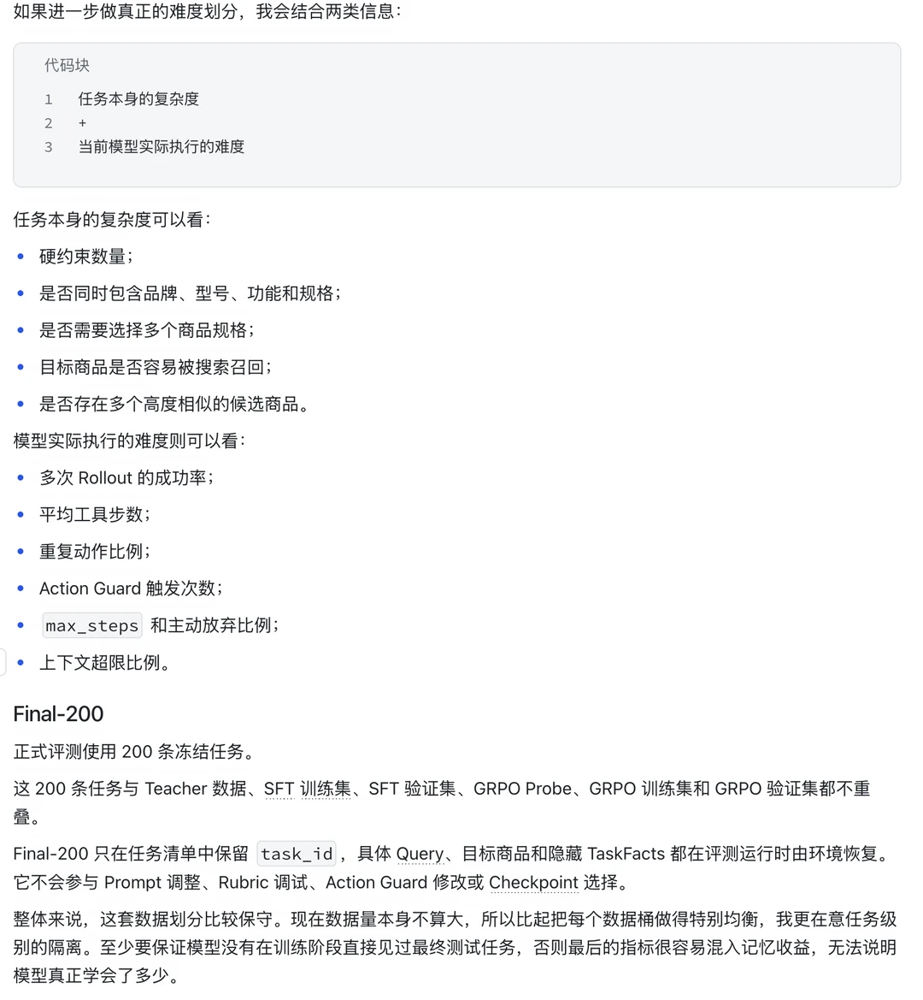 如果进一步做真正的难度划分，我会结合两类信息：
代码块
1 任务本身的复杂度
2 +
3 当前模型实际执行的难度
任务本身的复杂度可以看：
• 硬约束数量；
• 是否同时包含品牌、型号、功能和规格；
• 是否需要选择多个商品规格；
• 目标商品是否容易被搜索召回；
• 是否存在多个高度相似的候选商品。
模型实际执行的难度则可以看：
• 多次 Rollout 的成功率；
• 平均工具步数；
• 重复动作比例；
• Action Guard 触发次数；
• max_steps 和主动放弃比例；
• 上下文超限比例。
Final-200
正式评测使用 200 条冻结任务。
这 200 条任务与 Teacher 数据、SFT 训练集、SFT 验证集、GRPO Probe、GRPO 训练集和 GRPO 验证集都不重
叠。
Final-200 只在任务清单中保留 task_id ，具体 Query、目标商品和隐藏 TaskFacts 都在评测运行时由环境恢复。
它不会参与 Prompt 调整、Rubric 调试、Action Guard 修改或 Checkpoint 选择。
整体来说，这套数据划分比较保守。现在数据量本身不算大，所以比起把每个数据桶做得特别均衡，我更在意任务级
别的隔离。至少要保证模型没有在训练阶段直接见过最终测试任务，否则最后的指标很容易混入记忆收益，无法说明
模型真正学会了多少。